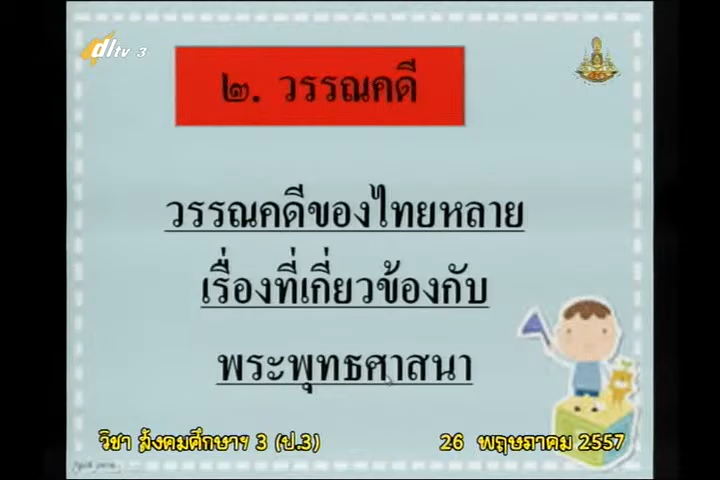 dltv 3
๒. วรรณคดี
วรรณคดีของไทยหลาย
เรื่องที่เกี่ยวข้องกับ
พระพุทธศาสนา
วิชา สังคมศึกษาฯ 3 (ป.3)
26 พฤษภาคม 2557